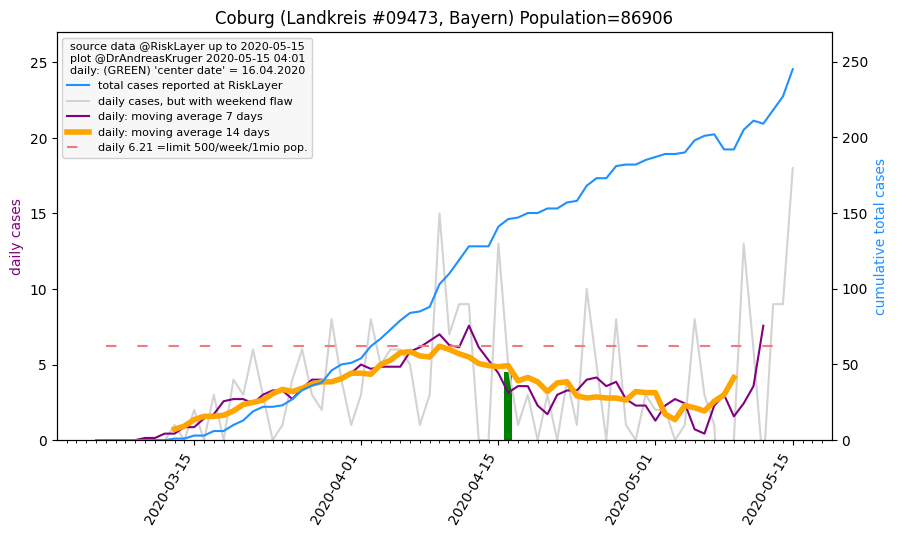 Coburg (Landkreis #09473, Bayern) Population=86906
source data @RiskLayer up to 2020-05-15
plot @DrAndreasKruger 2020-05-15 04:01
daily: (GREEN) 'center date' = 16.04.2020
total cases reported at RiskLayer
daily cases, but with weekend flaw
daily: moving average 7 days
daily: moving average 14 days
daily 6.21 =limit 500/week/1mio pop.
daily cases
25
20
15
10
5
0
cumulative total cases
250
200
150
100
50
0
2020-03-15
2020-04-01
2020-04-15
2020-05-01
2020-05-15